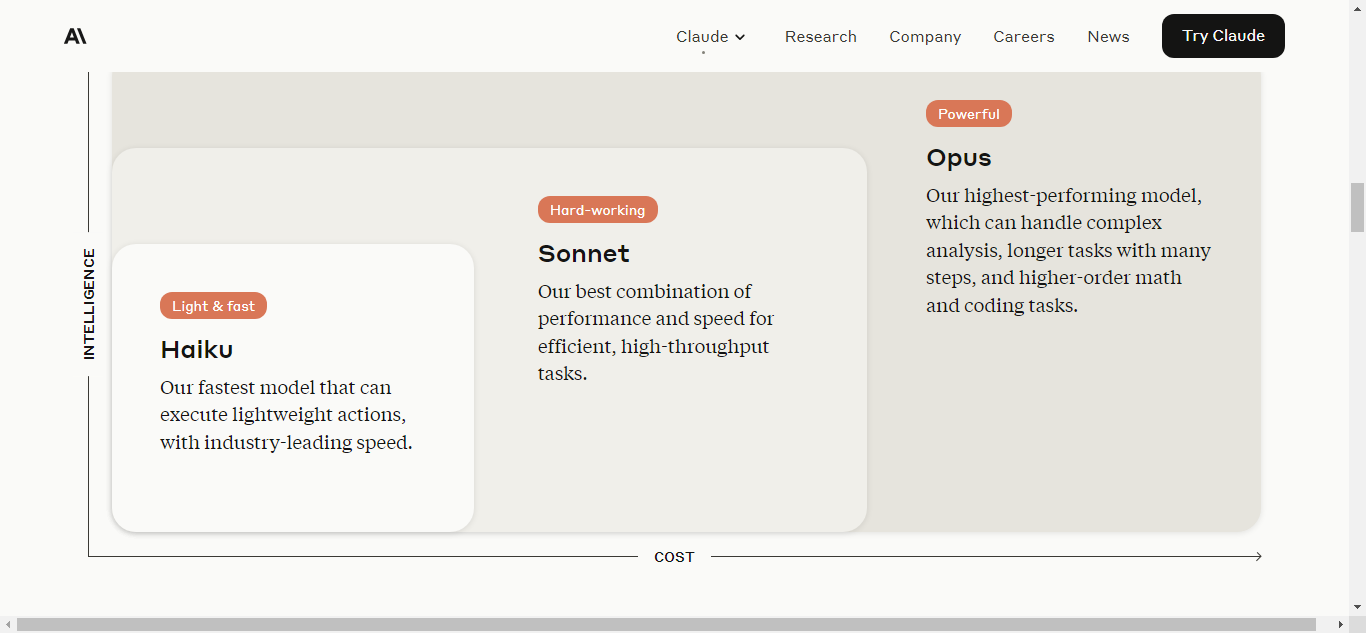 A\
Claude
Research
Company
Careers
News
Try Claude
INTELLIGENCE
Light & fast
Haiku
Our fastest model that can
execute lightweight actions,
with industry-leading speed.
Hard-working
Sonnet
Our best combination of
performance and speed for
efficient, high-throughput
tasks.
Powerful
Opus
Our highest-performing model,
which can handle complex
analysis, longer tasks with many
steps, and higher-order math
and coding tasks.
COST